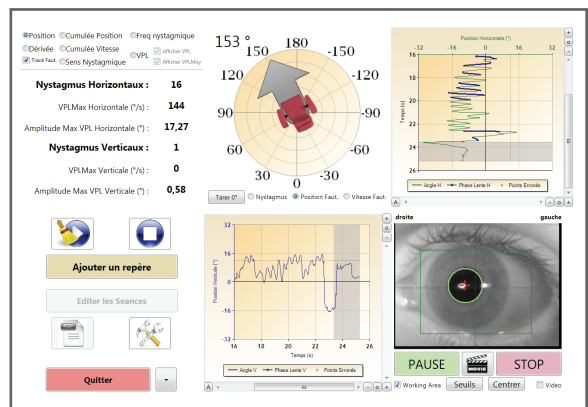 Position Cumulée Position Freq nystagmique
Dérivée Cumulée Vitesse VPL Afficher VPL
Tracé Faut. Sens Nystagmique Afficher VPLMoy
Nystagmus Horizontaux : 16
VPLMax Horizontale (°/s) : 144
Amplitude Max VPL Horizontale (°) : 17,27
Nystagmus Verticaux : 1
VPLMax Verticale (°/s) : 0
Amplitude Max VPL Verticale (°) : 0,58
Ajouter un repère
Editer les Seances
PDF
Quitter -
153 °
180
150 -150
120 -120
90 -90
60 -60
30 -30
0
Tarer 0° Nystagmus Position Faut. Vitesse Faut.
Position Horizontale (°)
-32 -16 0 16 32
16
18
20
22
24
26
Temps (s)
Angle H Phase Lente H Points Erronés
A
+
o
-
- o +
Position Verticale (°)
32
16
0
-16
-32
16 18 20 22 24 26
Temps (s)
Angle V Phase Lente V Points Erronés
A
+
o
-
- o +
droite gauche
PAUSE MOVIE STOP
Working Area Seuils Centrer Video